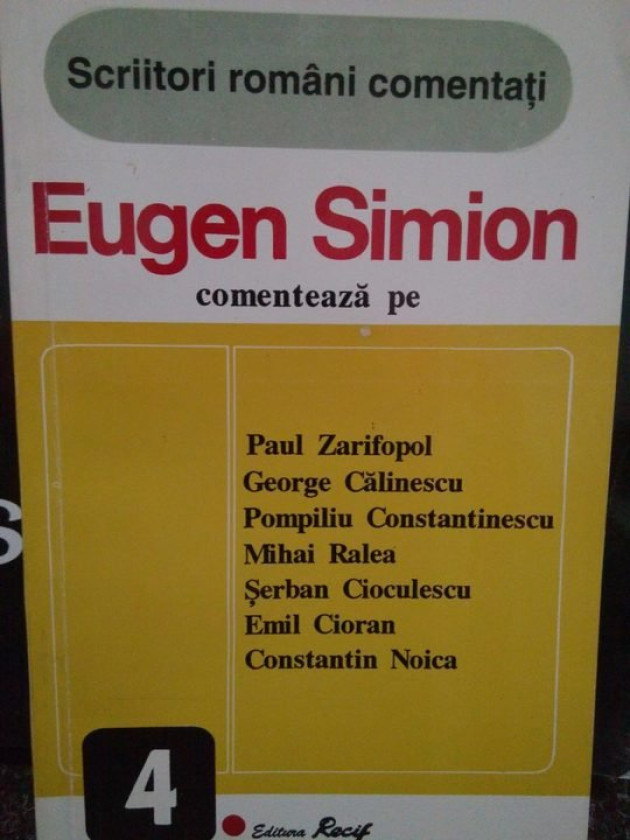 Scriitori români comentați
Eugen Simion
comentează pe
Paul Zarifopol
George Călinescu
Pompiliu Constantinescu
Mihai Ralea
Șerban Cioculescu
Emil Cioran
Constantin Noica
4
Editura Recif
S